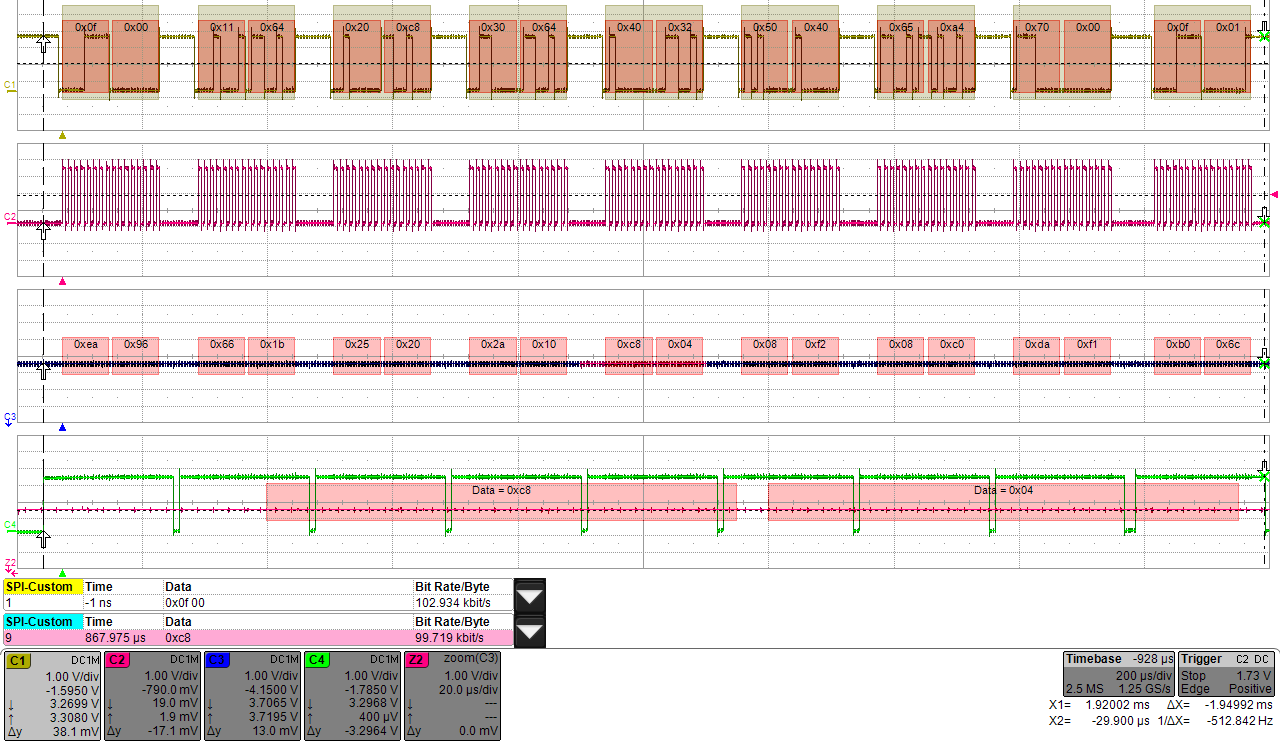 0x0f 0x00 0x11 0x64 0x20 0xc8 0x30 0x64 0x40 0x32 0x50 0x40 0x65 0xa4 0x70 0x00 0x0f 0x01
C1
C2
0xea 0x96 0x66 0x1b 0x25 0x20 0x2a 0x10 0xc8 0x04 0x08 0xf2 0x08 0xc0 0xda 0xf1 0xb0 0x6c
C3
Data = 0xc8 Data = 0x04
C4
Z2
SPI-Custom Time Data Bit Rate/Byte
1 -1 ns 0x0f 00 102.934 kbit/s
SPI-Custom Time Data Bit Rate/Byte
9 867.975 µs 0xc8 99.719 kbit/s
C1 DC1M
1.00 V/div
-1.5950 V
↓ 3.2699 V
↑ 3.3080 V
Δy 38.1 mV
C2 DC1M
1.00 V/div
-790.0 mV
↓ 19.0 mV
↑ 1.9 mV
Δy -17.1 mV
C3 DC1M
1.00 V/div
-4.1500 V
↓ 3.7065 V
↑ 3.7195 V
Δy 13.0 mV
C4 DC1M
1.00 V/div
-1.7850 V
↓ 3.2968 V
↑ 400 µV
Δy -3.2964 V
Z2 zoom(C3)
1.00 V/div
20.0 µs/div
↓ ---
↑ ---
Δy 0.0 mV
Timebase -928 µs
200 µs/div
2.5 MS 1.25 GS/s
Trigger C2 DC
Stop 1.73 V
Edge Positive
X1= 1.92002 ms ΔX= -1.94992 ms
X2= -29.900 µs 1/ΔX= -512.842 Hz